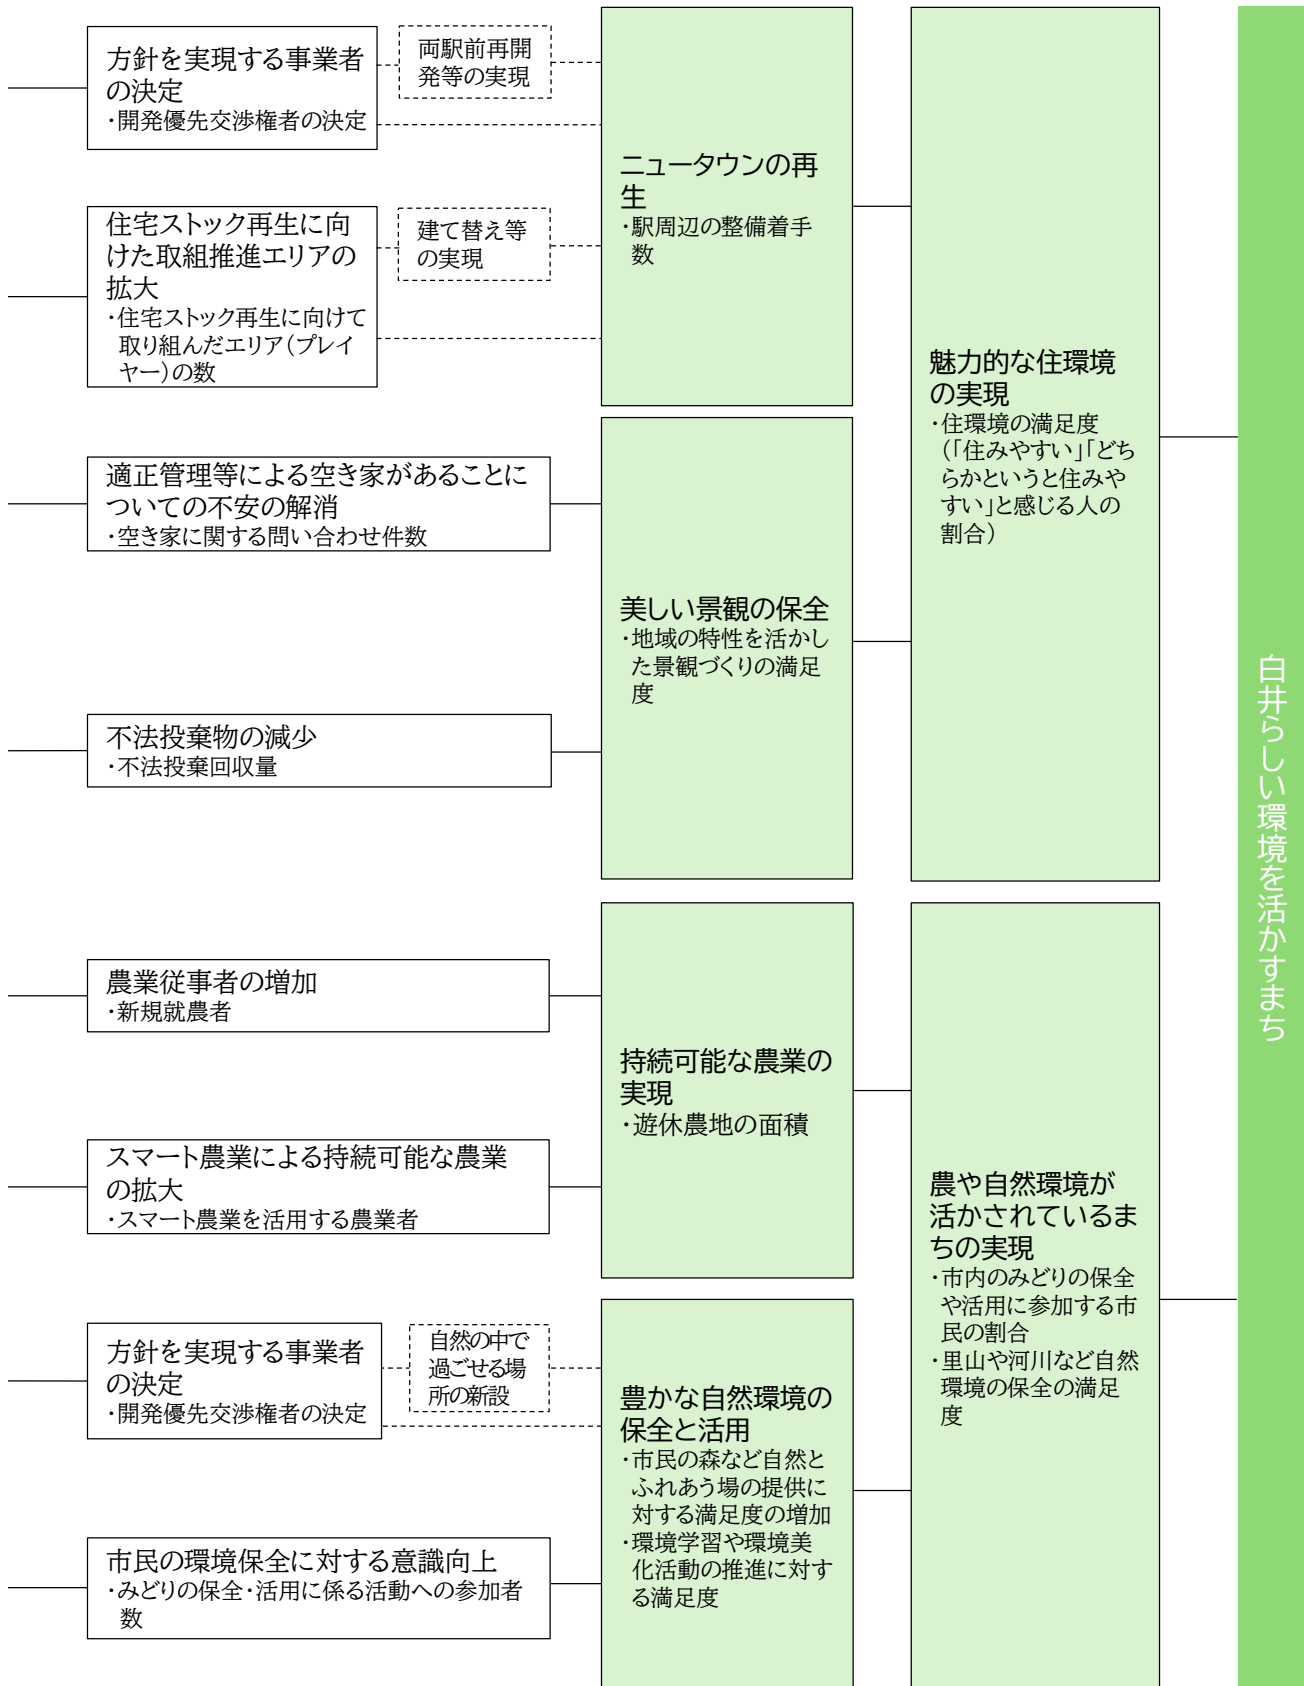 方針を実現する事業者
の決定
・開発優先交渉権者の決定
両駅前再開
発等の実現
住宅ストック再生に向
けた取組推進エリアの
拡大
・住宅ストック再生に向けて
取り組んだエリア(プレイ
ヤー)の数
建て替え等
の実現
ニュータウンの再
生
・駅周辺の整備着手
数
適正管理等による空き家があることに
ついての不安の解消
・空き家に関する問い合わせ件数
不法投棄物の減少
・不法投棄回収量
美しい景観の保全
・地域の特性を活かし
た景観づくりの満足
度
魅力的な住環境
の実現
・住環境の満足度
(「住みやすい」「どち
らかというと住みや
すい」と感じる人の
割合)
農業従事者の増加
・新規就農者
スマート農業による持続可能な農業
の拡大
・スマート農業を活用する農業者
持続可能な農業の
実現
・遊休農地の面積
方針を実現する事業者
の決定
・開発優先交渉権者の決定
自然の中で
過ごせる場
所の新設
市民の環境保全に対する意識向上
・みどりの保全・活用に係る活動への参加者
数
豊かな自然環境の
保全と活用
・市民の森など自然と
ふれあう場の提供に
対する満足度の増加
・環境学習や環境美
化活動の推進に対す
る満足度
農や自然環境が
活かされているま
ちの実現
・市内のみどりの保全
や活用に参加する市
民の割合
・里山や河川など自然
環境の保全の満足
度
白井らしい環境を活かすまち